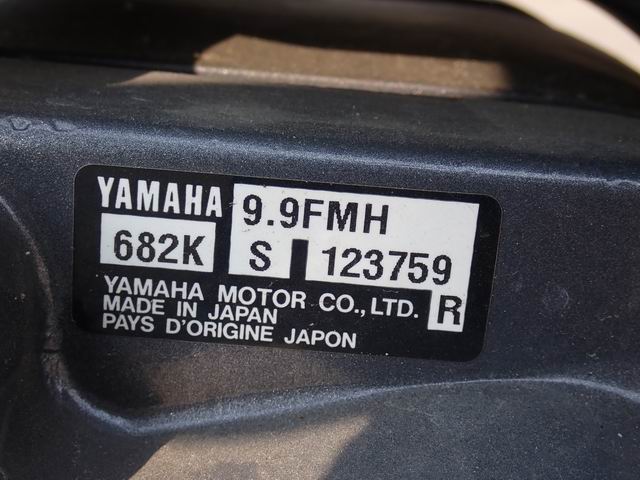 YAMAHA 9.9FMH
682K S 123759
YAMAHA MOTOR CO.,LTD. R
MADE IN JAPAN
PAYS D'ORIGINE JAPON